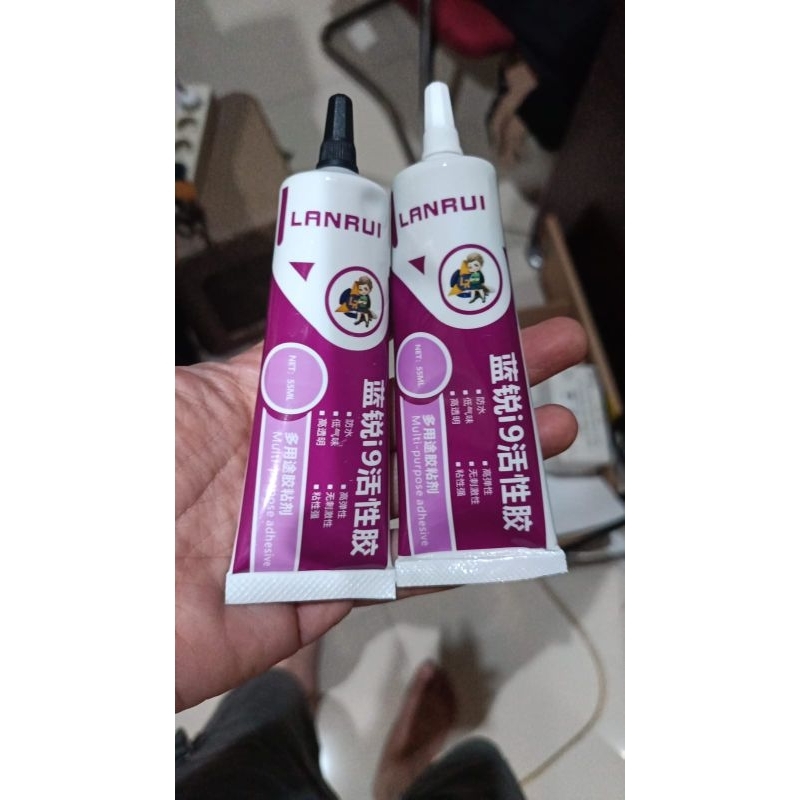 LANRUI
NET: 55ML
蓝锐i9活性胶
■ 防水
■ 低气味
■ 高透明
■ 高弹性
■ 无刺激性
■ 粘性强
多用途胶粘剂
Multi-purpose adhesive
LANRUI
NET: 55ML
蓝锐i9活性胶
■ 防水
■ 低气味
■ 高透明
■ 高弹性
■ 无刺激性
■ 粘性强
多用途胶粘剂
Multi-purpose adhesive